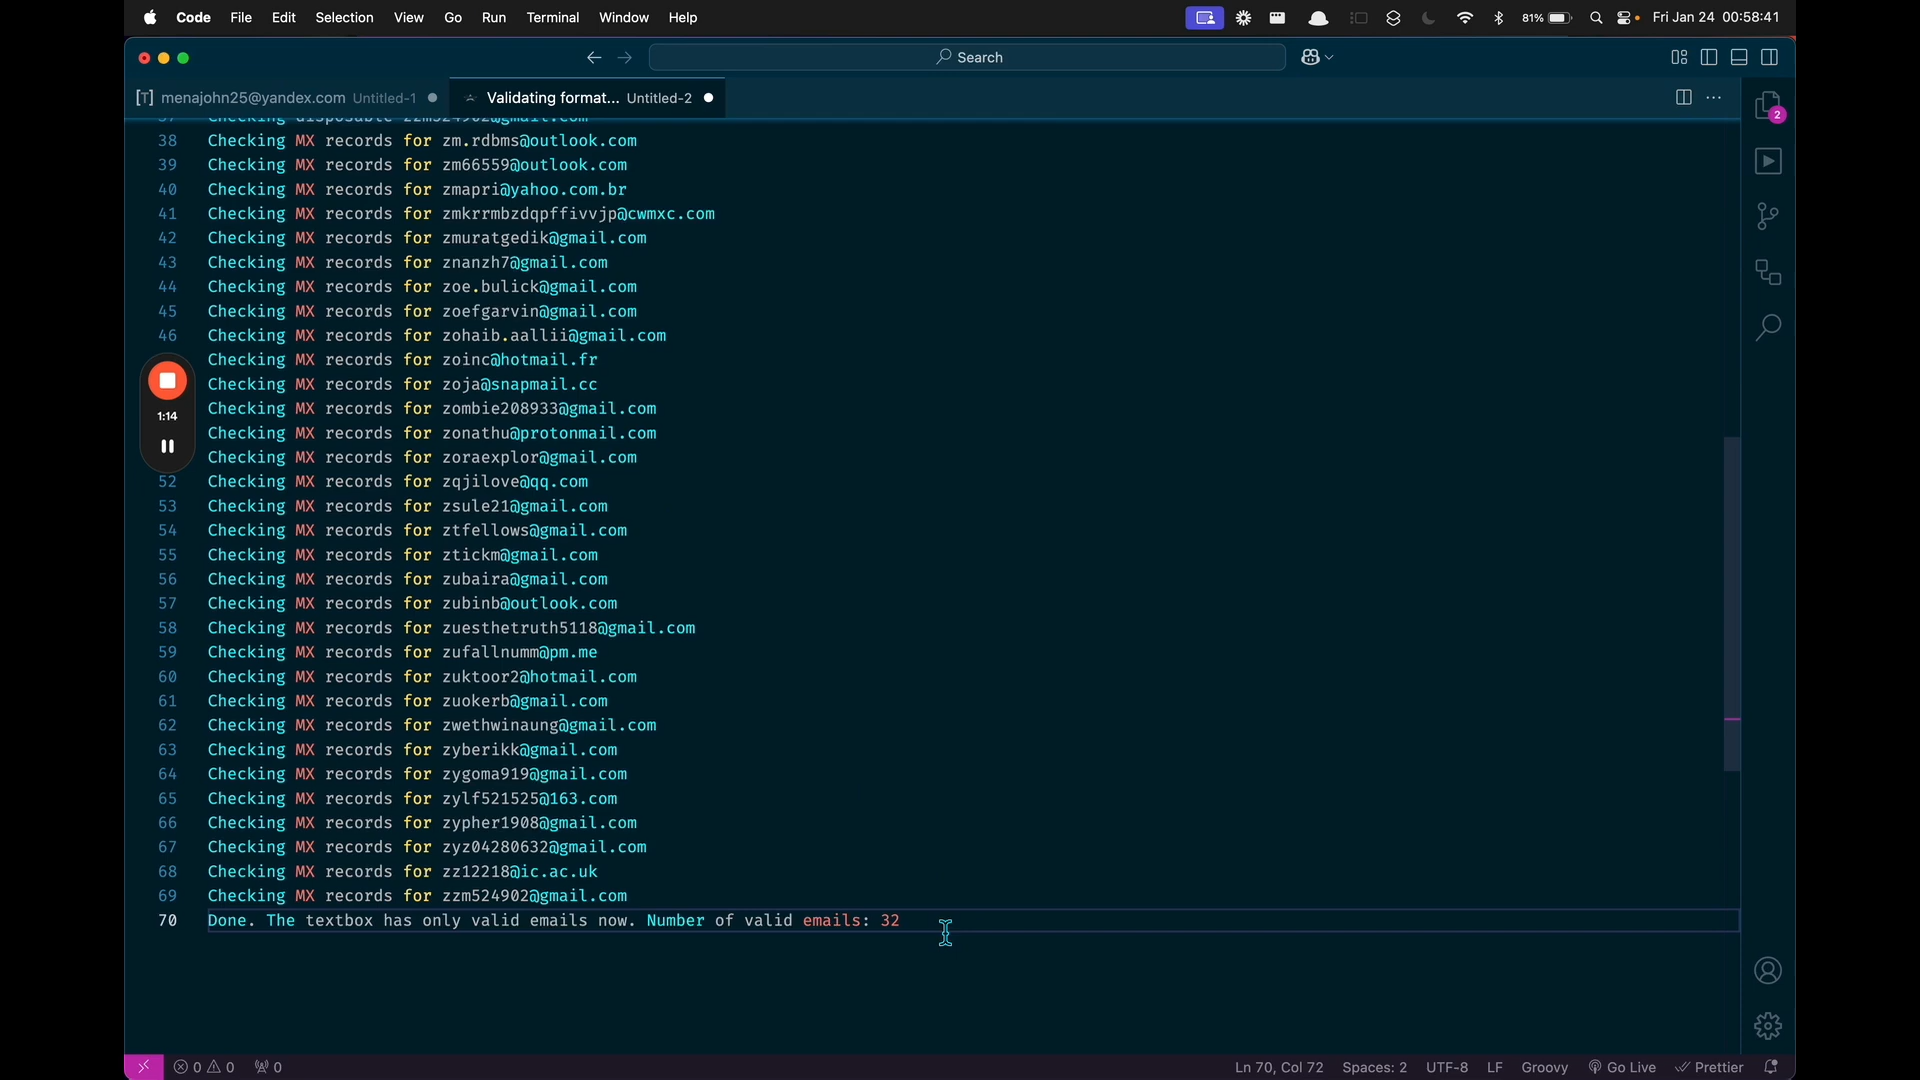 Code File Edit Selection View Go Run Terminal Window Help
81% Fri Jan 24 00:58:41
Search
[T] menajohn25@yandex.com Untitled-1
Validating format... Untitled-2
37 Checking disposable zzm524902@gmail.com
38 Checking MX records for zm.rdbms@outlook.com
39 Checking MX records for zm66559@outlook.com
40 Checking MX records for zmapri@yahoo.com.br
41 Checking MX records for zmkrrmbzdqpffivvjp@cwmxc.com
42 Checking MX records for zmuratgedik@gmail.com
43 Checking MX records for znanzh7@gmail.com
44 Checking MX records for zoe.bulick@gmail.com
45 Checking MX records for zoefgarvin@gmail.com
46 Checking MX records for zohaib.aallii@gmail.com
Checking MX records for zoinc@hotmail.fr
Checking MX records for zoja@snapmail.cc
Checking MX records for zombie208933@gmail.com
1:14
Checking MX records for zonathu@protonmail.com
Checking MX records for zoraexplor@gmail.com
52 Checking MX records for zqjilove@qq.com
53 Checking MX records for zsule21@gmail.com
54 Checking MX records for ztfellows@gmail.com
55 Checking MX records for ztickm@gmail.com
56 Checking MX records for zubaira@gmail.com
57 Checking MX records for zubinb@outlook.com
58 Checking MX records for zuesthetruth5118@gmail.com
59 Checking MX records for zufallnumm@pm.me
60 Checking MX records for zuktoor2@hotmail.com
61 Checking MX records for zuokerb@gmail.com
62 Checking MX records for zwethwinaung@gmail.com
63 Checking MX records for zyberikk@gmail.com
64 Checking MX records for zygoma919@gmail.com
65 Checking MX records for zylf521525@163.com
66 Checking MX records for zypher1908@gmail.com
67 Checking MX records for zyz04280632@gmail.com
68 Checking MX records for zz12218@ic.ac.uk
69 Checking MX records for zzm524902@gmail.com
70 Done. The textbox has only valid emails now. Number of valid emails: 32
2
0 0 0
Ln 70, Col 72 Spaces: 2 UTF-8 LF Groovy Go Live Prettier